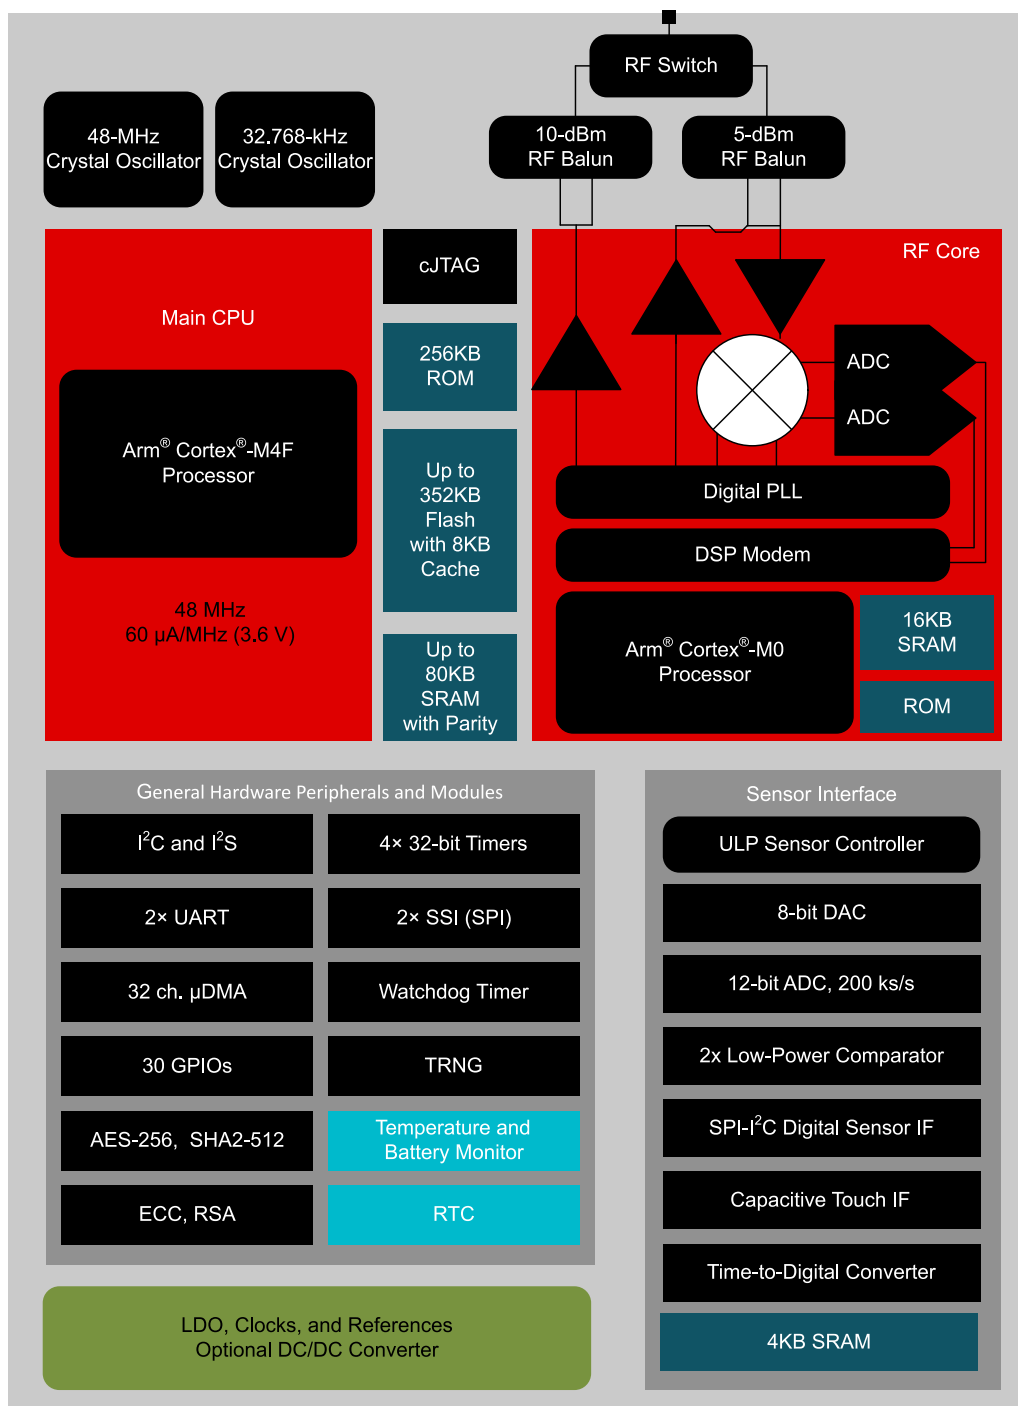 RF Switch
48-MHz
Crystal Oscillator
32.768-kHz
Crystal Oscillator
10-dBm
RF Balun
5-dBm
RF Balun
Main CPU
Arm® Cortex®-M4F
Processor
48 MHz
60 µA/MHz (3.6 V)
cJTAG
256KB
ROM
Up to
352KB
Flash
with 8KB
Cache
Up to
80KB
SRAM
with Parity
RF Core
ADC
ADC
Digital PLL
DSP Modem
Arm® Cortex®-M0
Processor
16KB
SRAM
ROM
General Hardware Peripherals and Modules
I²C and I²S
4× 32-bit Timers
2× UART
2× SSI (SPI)
32 ch. µDMA
Watchdog Timer
30 GPIOs
TRNG
AES-256, SHA2-512
Temperature and
Battery Monitor
ECC, RSA
RTC
LDO, Clocks, and References
Optional DC/DC Converter
Sensor Interface
ULP Sensor Controller
8-bit DAC
12-bit ADC, 200 ks/s
2x Low-Power Comparator
SPI-I²C Digital Sensor IF
Capacitive Touch IF
Time-to-Digital Converter
4KB SRAM